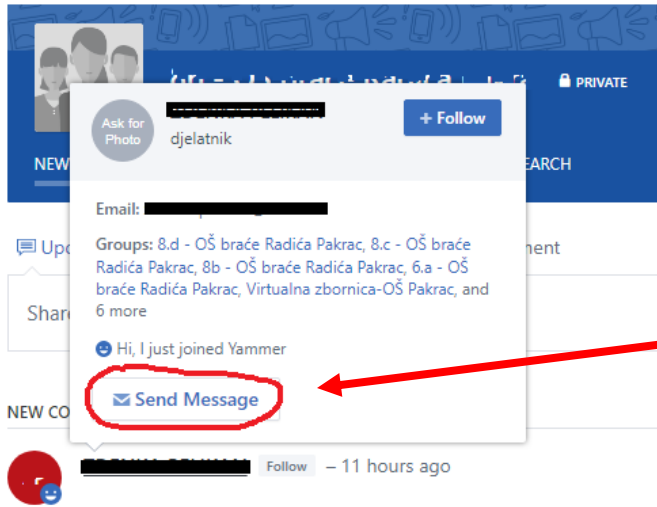 PRIVATE
Ask for
Photo
+ Follow
djelatnik
NEW
EARCH
Email:
Groups: 8.d - OŠ braće Radića Pakrac, 8.c - OŠ braće
Radića Pakrac, 8b - OŠ braće Radića Pakrac, 6.a - OŠ
braće Radića Pakrac, Virtualna zbornica-OŠ Pakrac, and
6 more
Upd
ment
Share
Hi, I just joined Yammer
Send Message
NEW CO
Follow – 11 hours ago